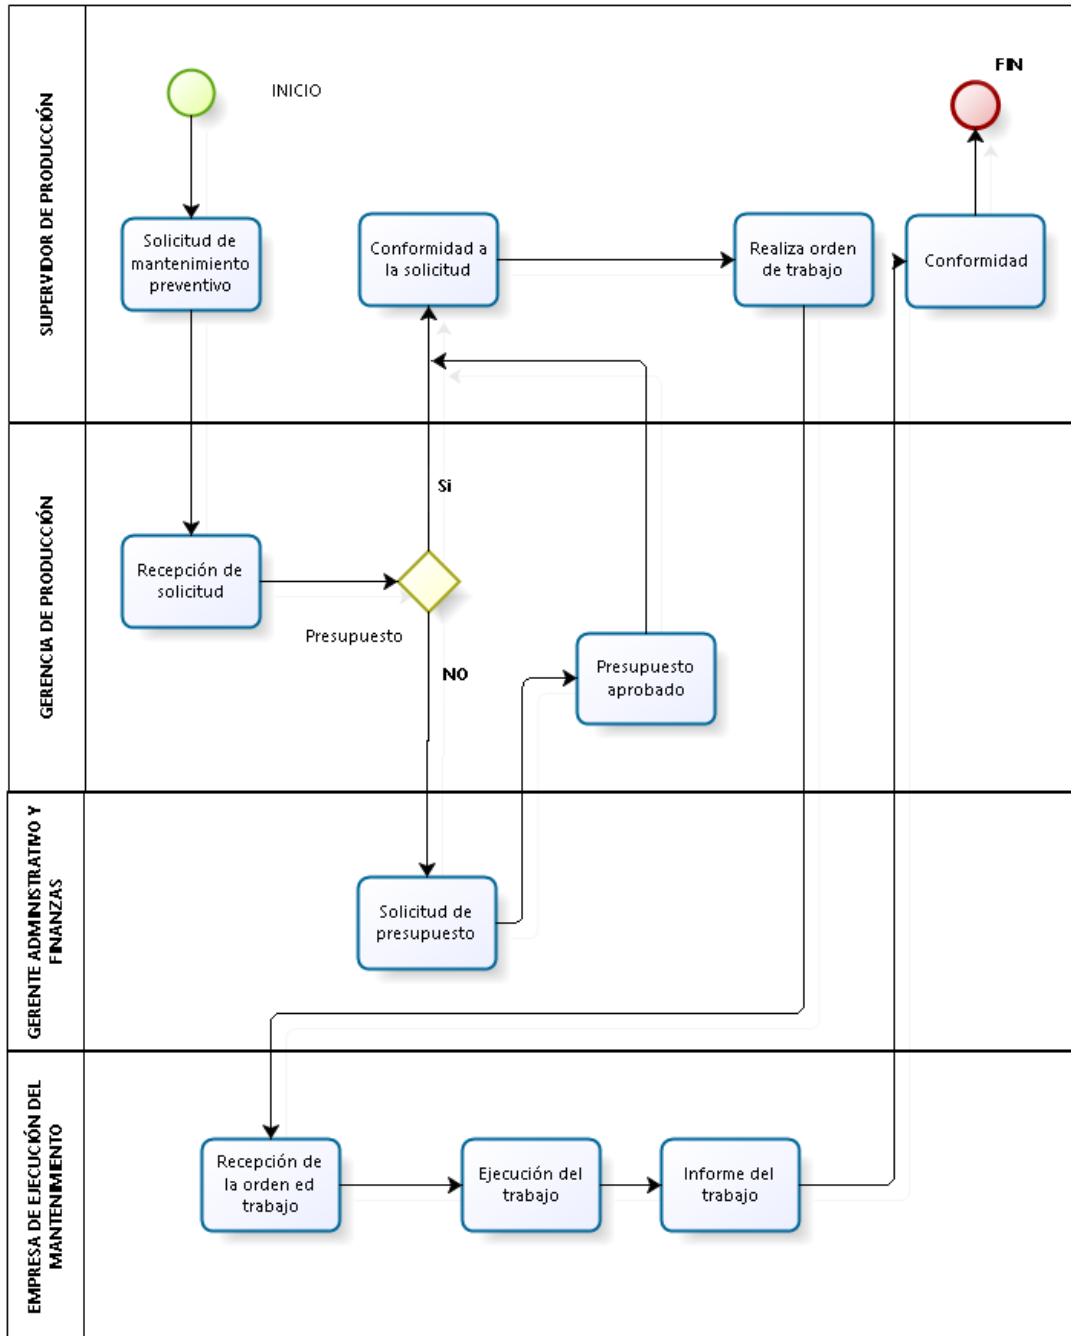 SUPERVISOR DE PRODUCCIÓN
INICIO
FIN
Solicitud de
mantenimiento
preventivo
Conformidad a
la solicitud
Realiza orden
de trabajo
Conformidad
GERENCIA DE PRODUCCIÓN
Recepción de
solicitud
Si
Presupuesto
NO
Presupuesto
aprobado
GERENTE ADMINISTRATIVO Y
FINANZAS
Solicitud de
presupuesto
EMPRESA DE EJECUCIÓN DEL
MANTENIMIENTO
Recepción de
la orden ed
trabajo
Ejecución del
trabajo
Informe del
trabajo